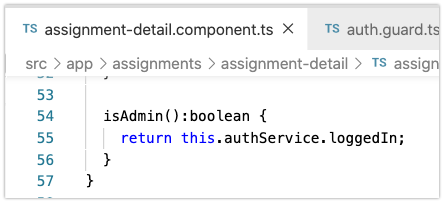 TS assignment-detail.component.ts × TS auth.guard.ts
src > app > assignments > assignment-detail > TS assign
53
54 isAdmin():boolean {
55 return this.authService.loggedIn;
56 }
57 }